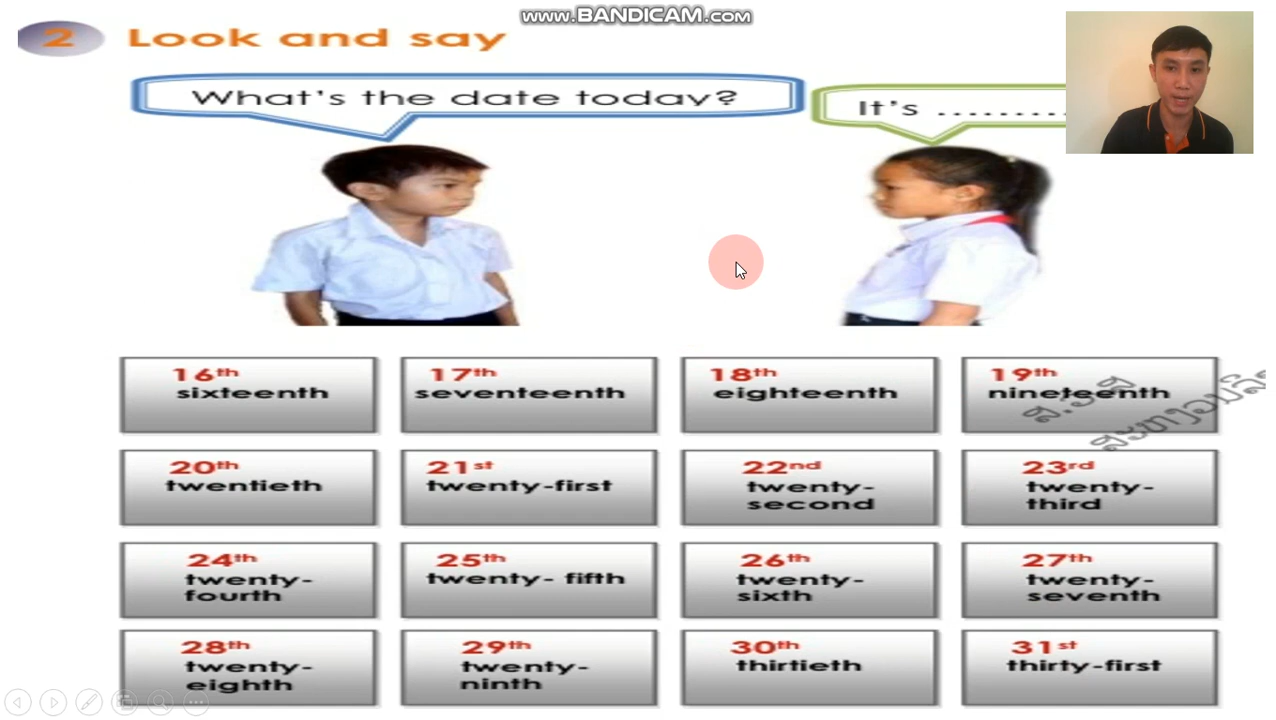 www.BANDICAM.com
2 Look and say
What's the date today?
It's ..........
16th
sixteenth
17th
seventeenth
18th
eighteenth
19th
nineteenth
20th
twentieth
21st
twenty-first
22nd
twenty-
second
23rd
twenty-
third
24th
twenty-
fourth
25th
twenty- fifth
26th
twenty-
sixth
27th
twenty-
seventh
28th
twenty-
eighth
29th
twenty-
ninth
30th
thirtieth
31st
thirty-first